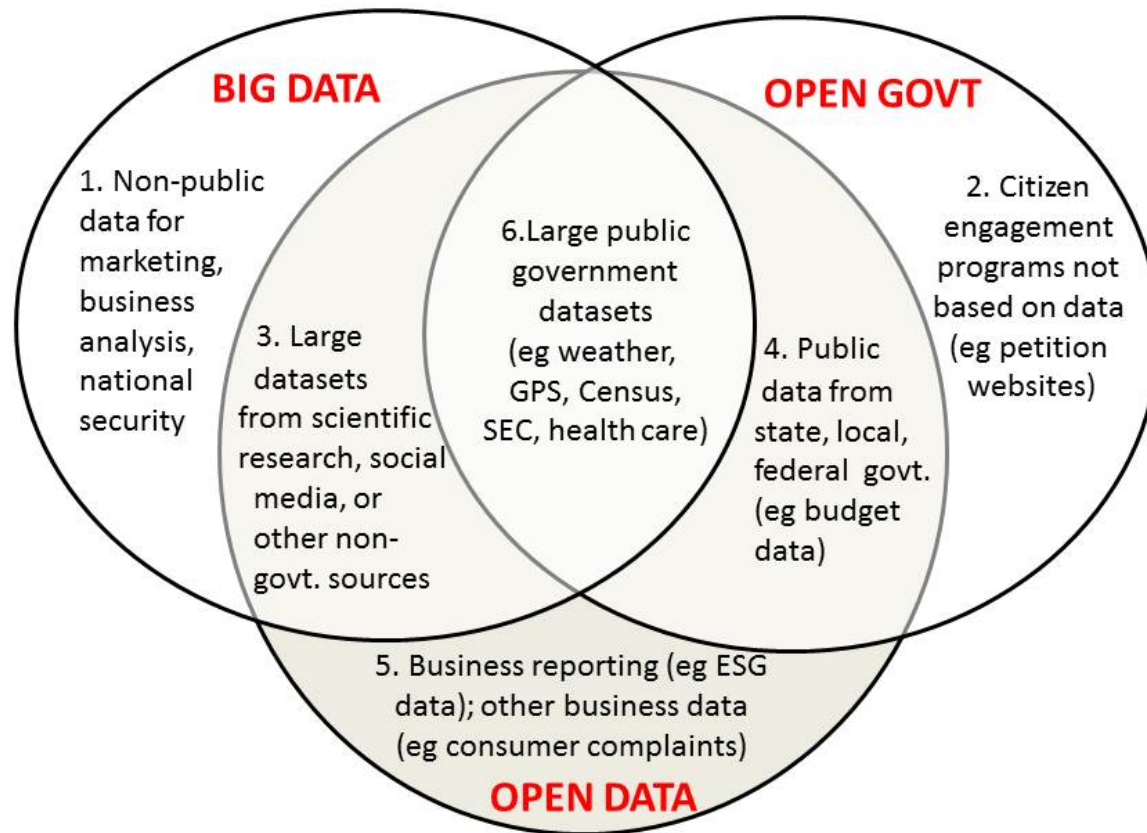 BIG DATA
OPEN GOVT
1. Non-public
data for
marketing,
business
analysis,
national
security
2. Citizen
engagement
programs not
based on data
(eg petition
websites)
3. Large
datasets
from scientific
research, social
media, or
other non-
govt. sources
6.Large public
government
datasets
(eg weather,
GPS, Census,
SEC, health care)
4. Public
data from
state, local,
federal govt.
(eg budget
data)
5. Business reporting (eg ESG
data); other business data
(eg consumer complaints)
OPEN DATA